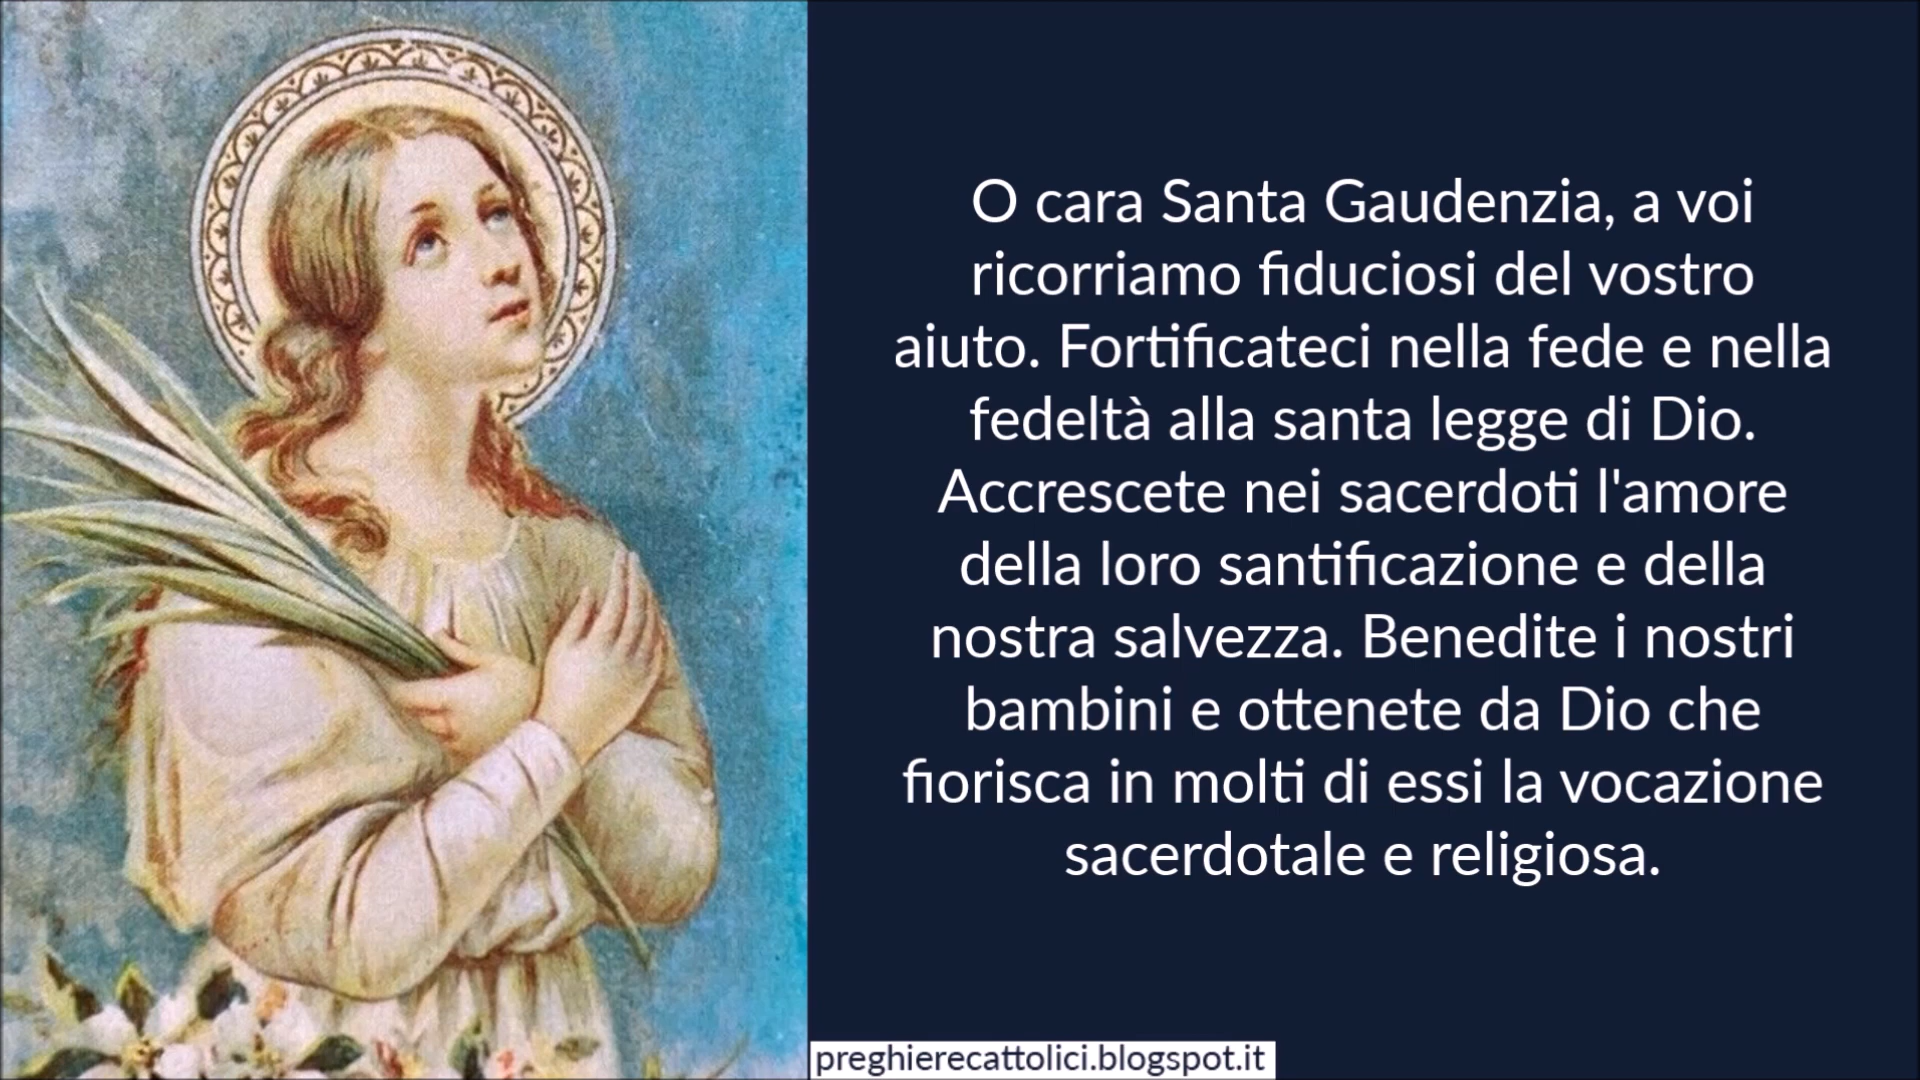 O cara Santa Gaudenzia, a voi
ricorriamo fiduciosi del vostro
aiuto. Fortificateci nella fede e nella
fedeltà alla santa legge di Dio.
Accrescete nei sacerdoti l'amore
della loro santificazione e della
nostra salvezza. Benedite i nostri
bambini e ottenete da Dio che
fiorisca in molti di essi la vocazione
sacerdotale e religiosa.
preghierecattolici.blogspot.it